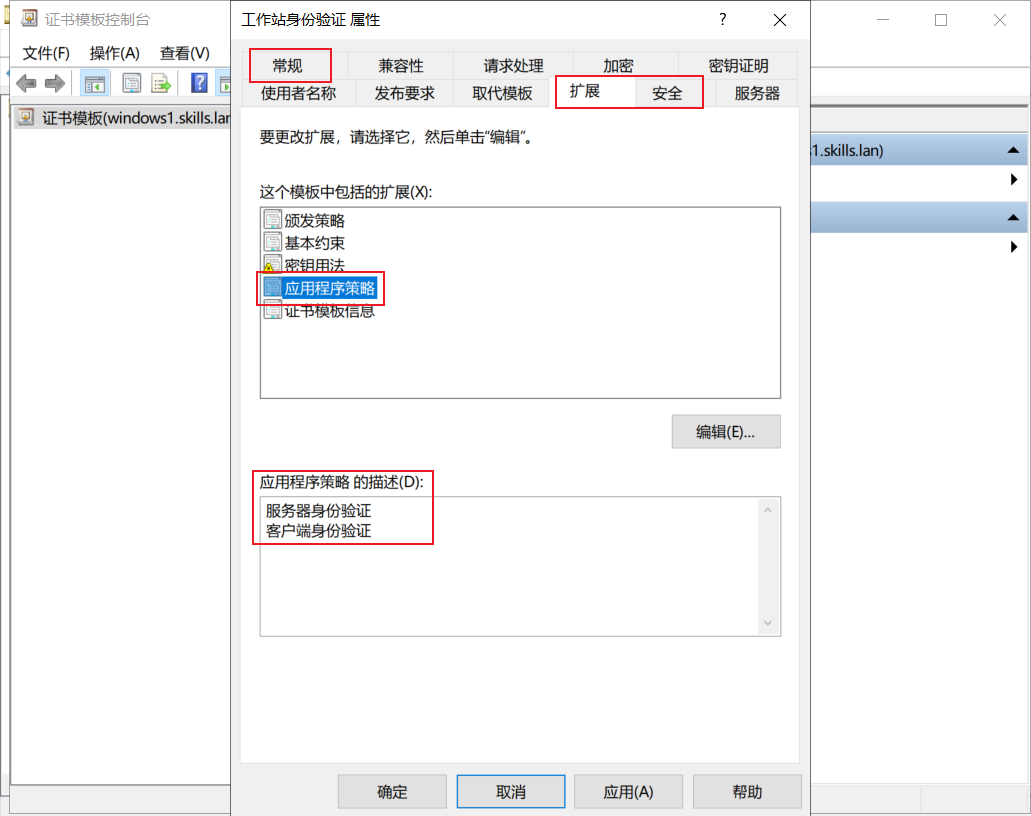 证书模板控制台
文件(F) 操作(A) 查看(V)
证书模板(windows1.skills.lan
工作站身份验证 属性
?
常规 兼容性 请求处理 加密 密钥证明
使用者名称 发布要求 取代模板 扩展 安全 服务器
要更改扩展，请选择它，然后单击“编辑”。
这个模板中包括的扩展(X):
颁发策略
基本约束
密钥用法
应用程序策略
证书模板信息
编辑(E)...
应用程序策略 的描述(D):
服务器身份验证
客户端身份验证
确定 取消 应用(A) 帮助
1.skills.lan)